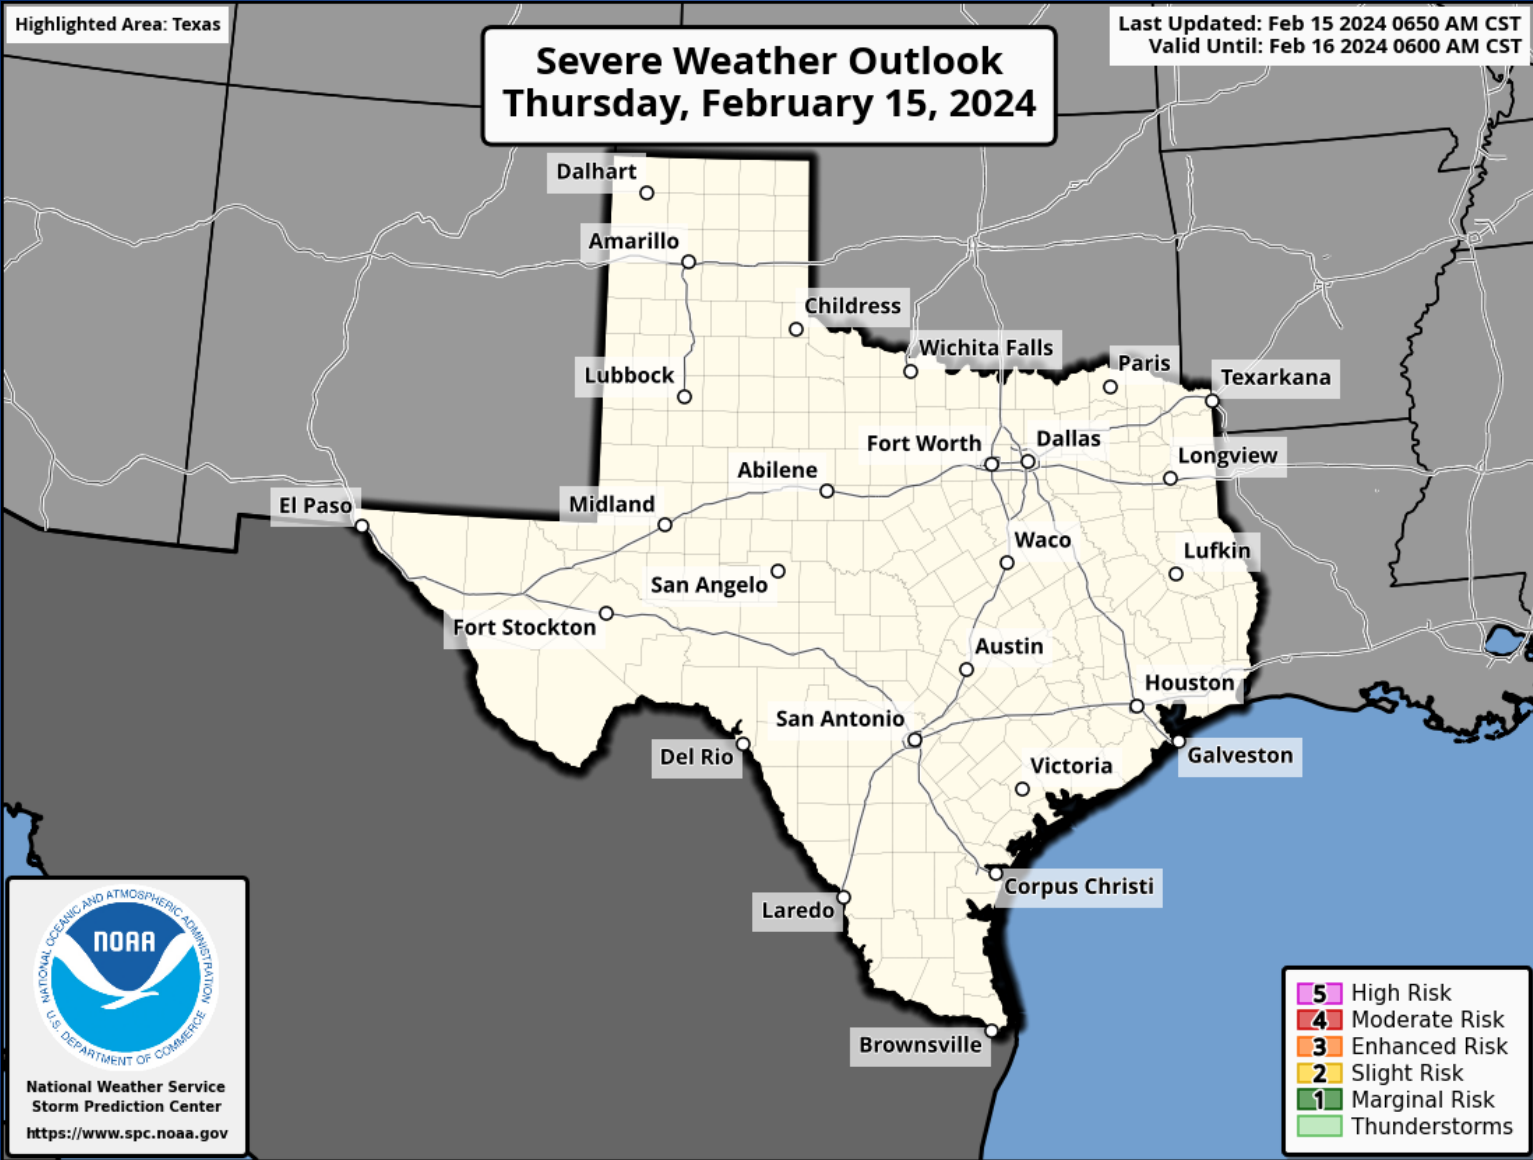 Highlighted Area: Texas
Severe Weather Outlook
Thursday, February 15, 2024
Last Updated: Feb 15 2024 0650 AM CST
Valid Until: Feb 16 2024 0600 AM CST
Dalhart
Amarillo
Childress
Wichita Falls
Paris
Texarkana
Lubbock
Fort Worth
Dallas
Longview
Abilene
El Paso
Midland
Waco
Lufkin
San Angelo
Fort Stockton
Austin
Houston
San Antonio
Del Rio
Galveston
Victoria
Corpus Christi
Laredo
Brownsville
NATIONAL OCEANIC AND ATMOSPHERIC ADMINISTRATION
NOAA
U.S. DEPARTMENT OF COMMERCE
National Weather Service
Storm Prediction Center
https://www.spc.noaa.gov
5 High Risk
4 Moderate Risk
3 Enhanced Risk
2 Slight Risk
1 Marginal Risk
Thunderstorms